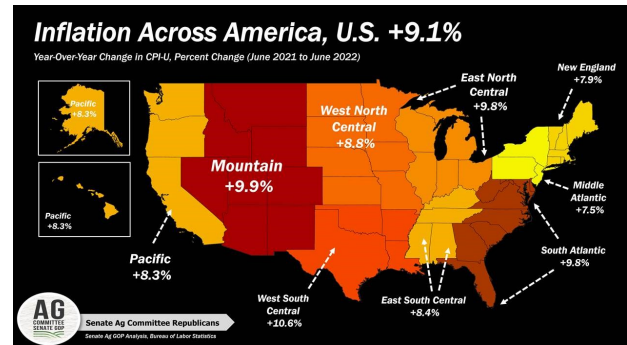 Inflation Across America, U.S. +9.1%
Year-Over-Year Change in CPI-U, Percent Change (June 2021 to June 2022)
Pacific
+8.3%
Pacific
+8.3%
Pacific
+8.3%
Mountain
+9.9%
West North
Central
+8.8%
East North
Central
+9.8%
New England
+7.9%
Middle
Atlantic
+7.5%
South Atlantic
+9.8%
East South Central
+8.4%
West South
Central
+10.6%
AG
COMMITTEE
SENATE GOP
Senate Ag Committee Republicans
Senate Ag GOP Analysis, Bureau of Labor Statistics